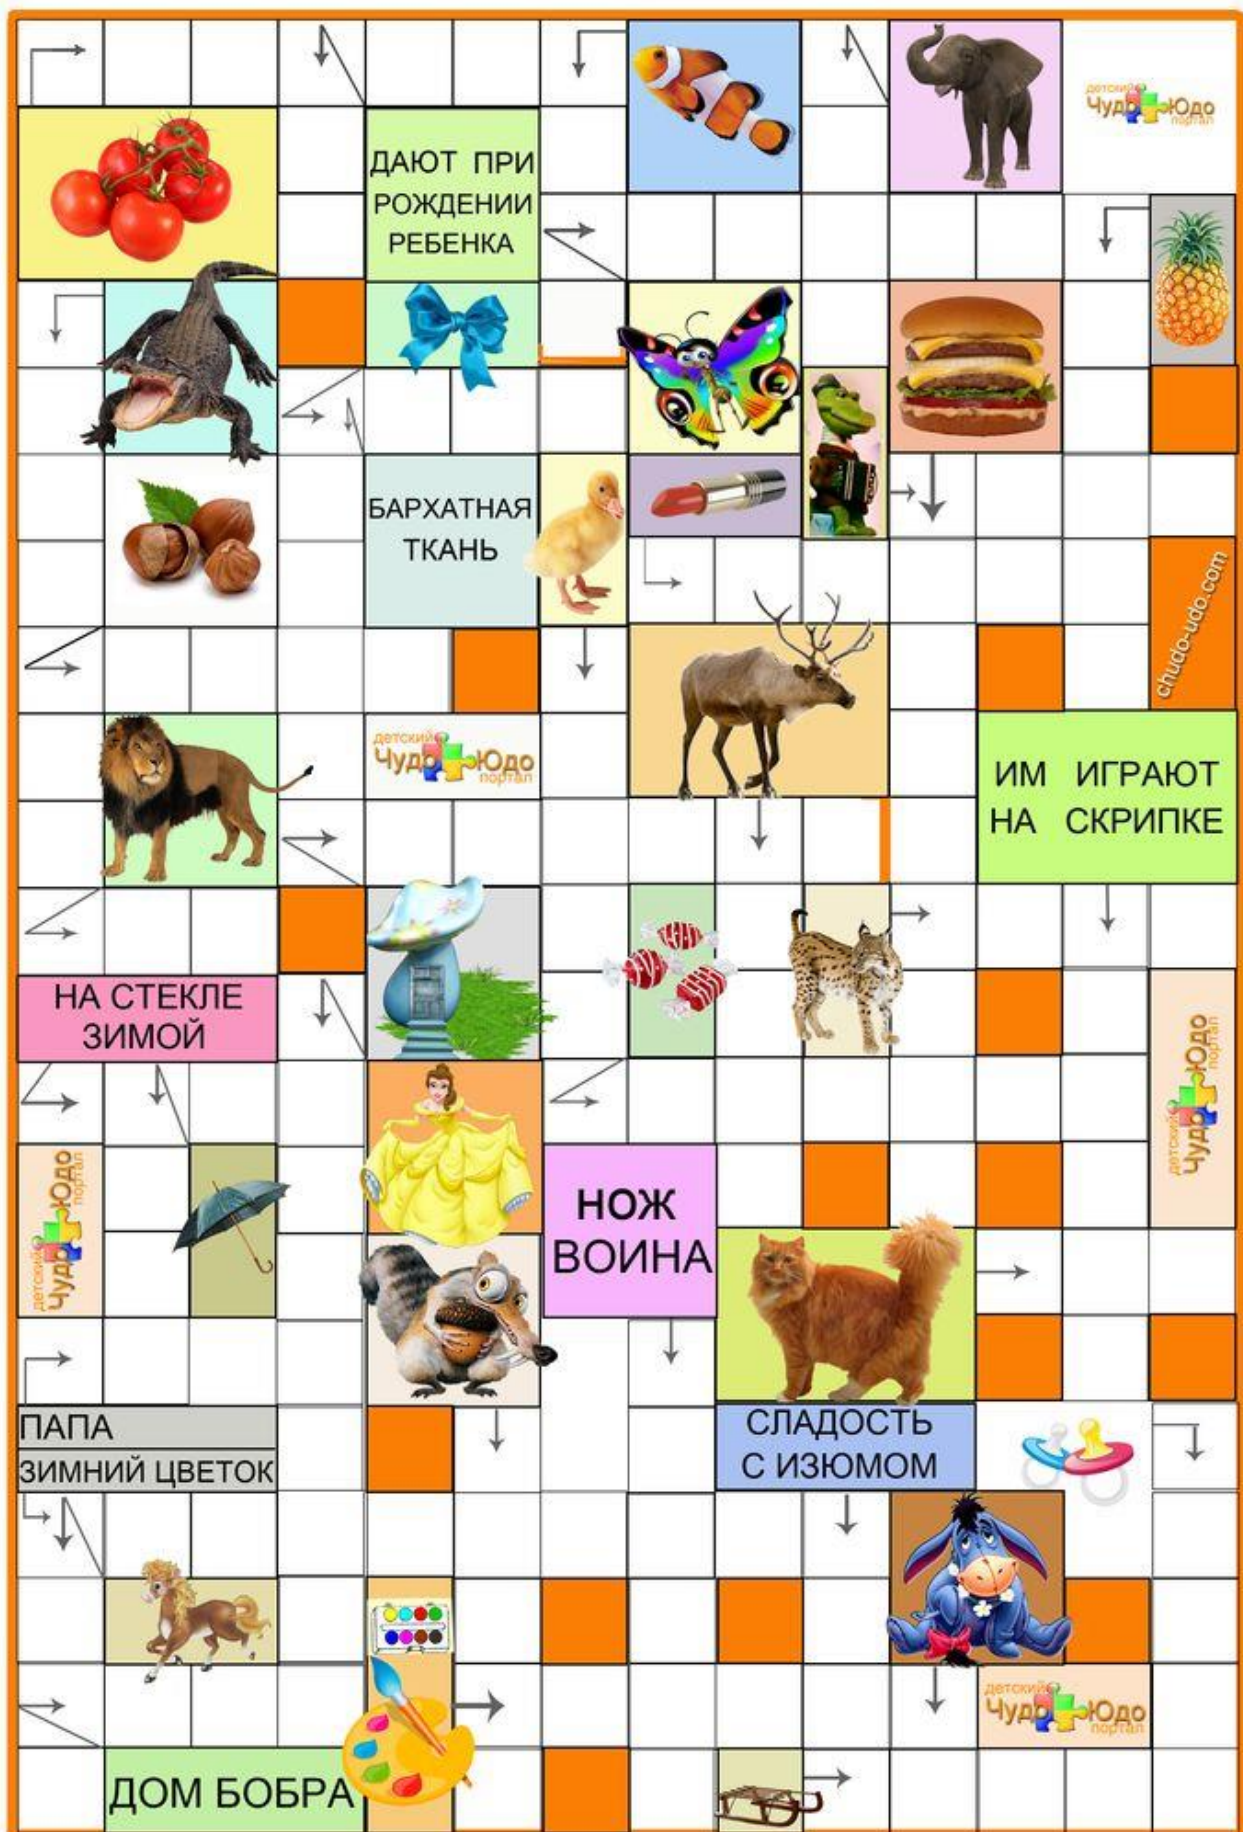 детский
Чудо-Юдо
портал
ДАЮТ ПРИ
РОЖДЕНИИ
РЕБЕНКА
БАРХАТНАЯ
ТКАНЬ
chudo-udo.com
детский
Чудо-Юдо
портал
ИМ ИГРАЮТ
НА СКРИПКЕ
НА СТЕКЛЕ
ЗИМОЙ
детский
Чудо-Юдо
портал
детский
Чудо-Юдо
портал
НОЖ
ВОИНА
ПАПА
ЗИМНИЙ ЦВЕТОК
СЛАДОСТЬ
С ИЗЮМОМ
детский
Чудо-Юдо
портал
ДОМ БОБРА